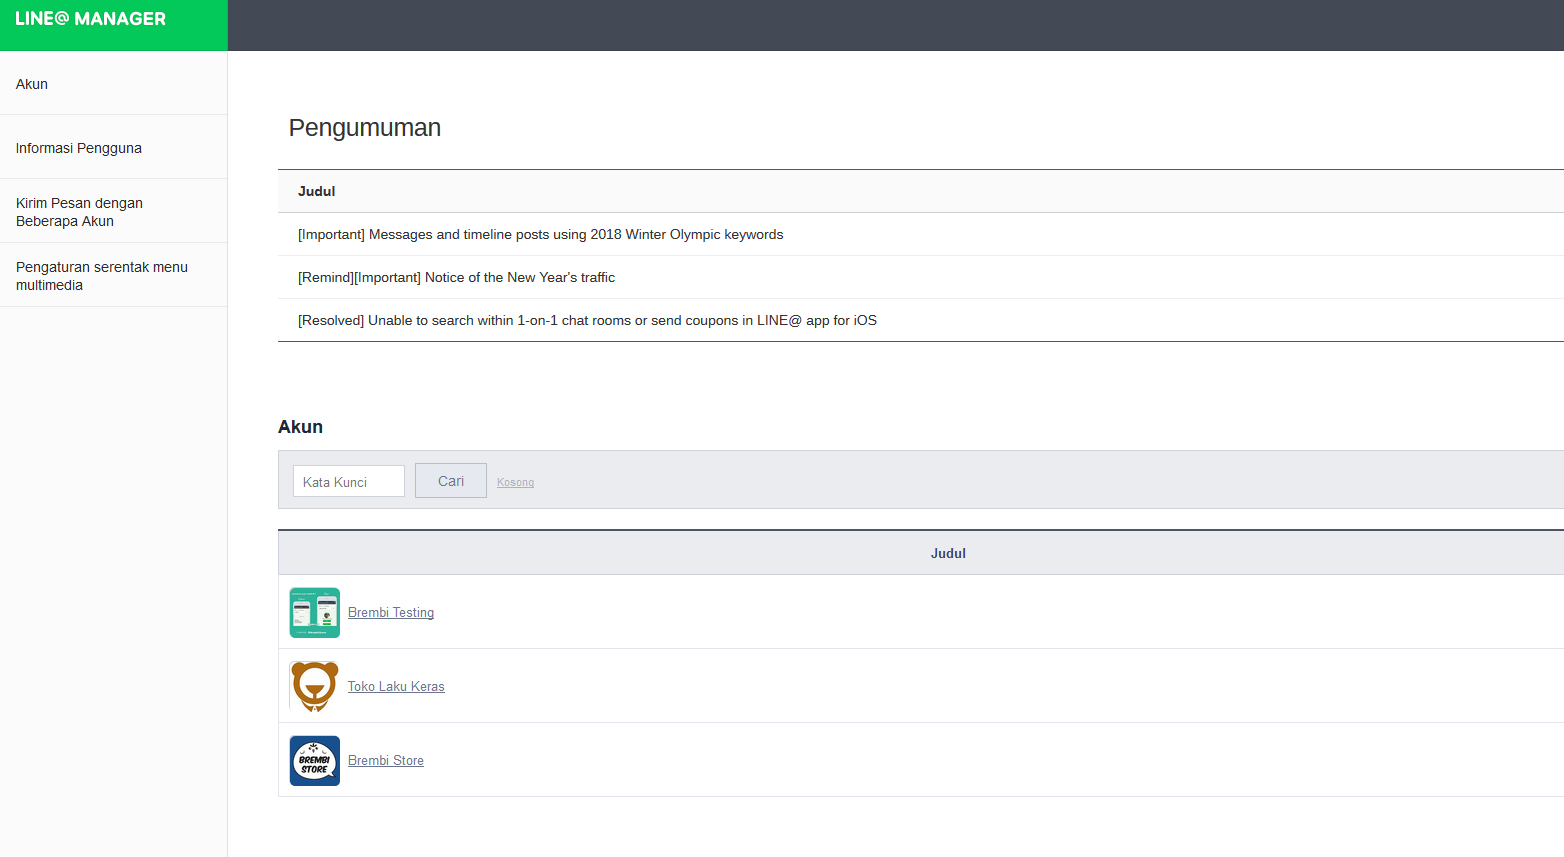 LINE@ MANAGER
Akun
Informasi Pengguna
Kirim Pesan dengan
Beberapa Akun
Pengaturan serentak menu
multimedia
Pengumuman
Judul
[Important] Messages and timeline posts using 2018 Winter Olympic keywords
[Remind][Important] Notice of the New Year's traffic
[Resolved] Unable to search within 1-on-1 chat rooms or send coupons in LINE@ app for iOS
Akun
Kata Kunci
Cari
Kosong
Judul
Brembi Testing
Toko Laku Keras
BREMBI
STORE
Brembi Store